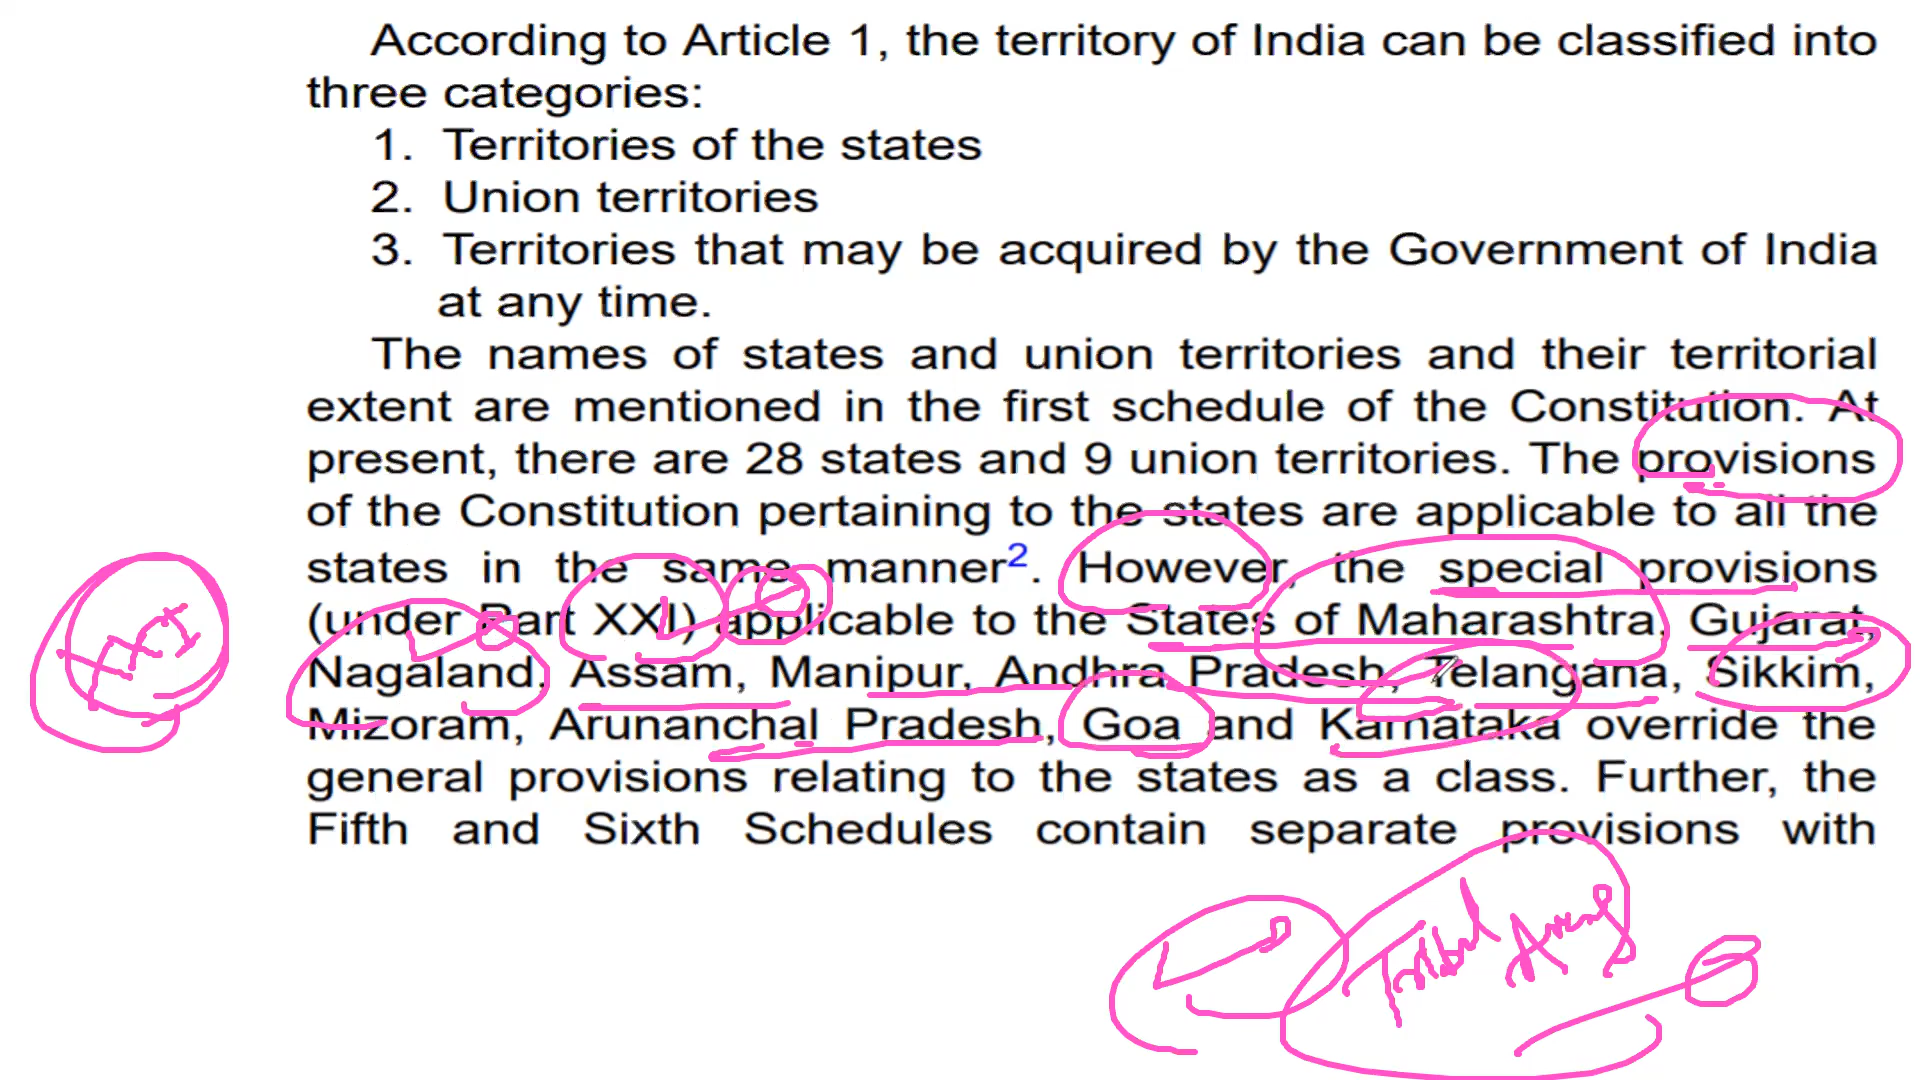 According to Article 1, the territory of India can be classified into
three categories:
1. Territories of the states
2. Union territories
3. Territories that may be acquired by the Government of India
at any time.
The names of states and union territories and their territorial
extent are mentioned in the first schedule of the Constitution. At
present, there are 28 states and 9 union territories. The provisions
of the Constitution pertaining to the states are applicable to all the
states in the same manner2. However, the special provisions
(under Part XXI) applicable to the States of Maharashtra, Gujarat,
Nagaland, Assam, Manipur, Andhra Pradesh, Telangana, Sikkim,
Mizoram, Arunanchal Pradesh, Goa and Karnataka override the
general provisions relating to the states as a class. Further, the
Fifth and Sixth Schedules contain separate provisions with
Tribal Areas